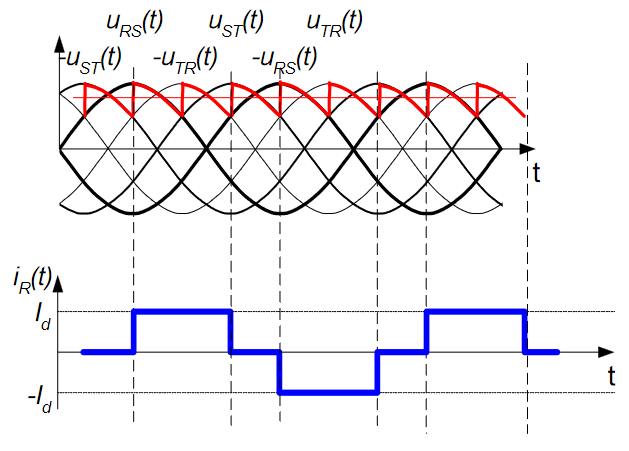 u_RS(t) u_ST(t) u_TR(t)
-u_ST(t) -u_TR(t) -u_RS(t)
t
i_R(t)
I_d
t
-I_d